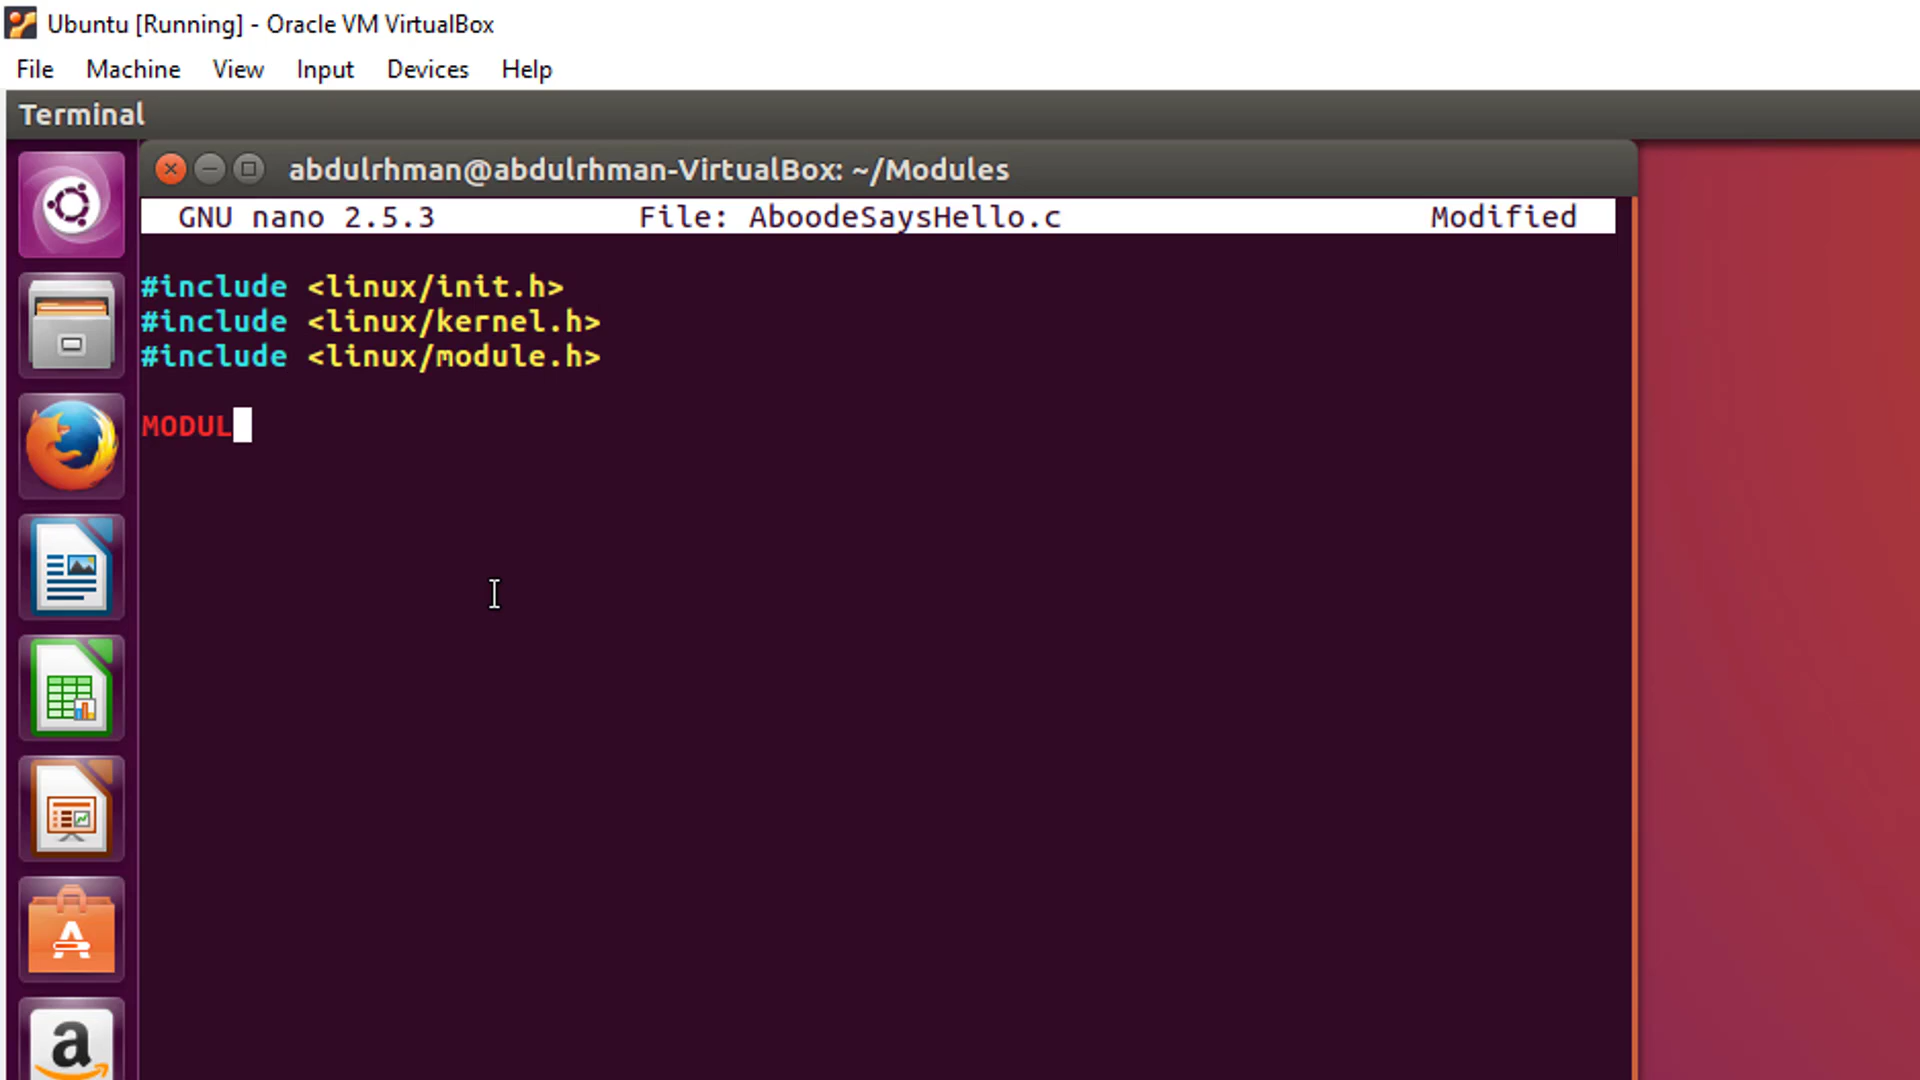 Ubuntu [Running] - Oracle VM VirtualBox
File Machine View Input Devices Help
Terminal
abdulrhman@abdulrhman-VirtualBox: ~/Modules
GNU nano 2.5.3 File: AboodeSaysHello.c Modified
#include <linux/init.h>
#include <linux/kernel.h>
#include <linux/module.h>
MODUL